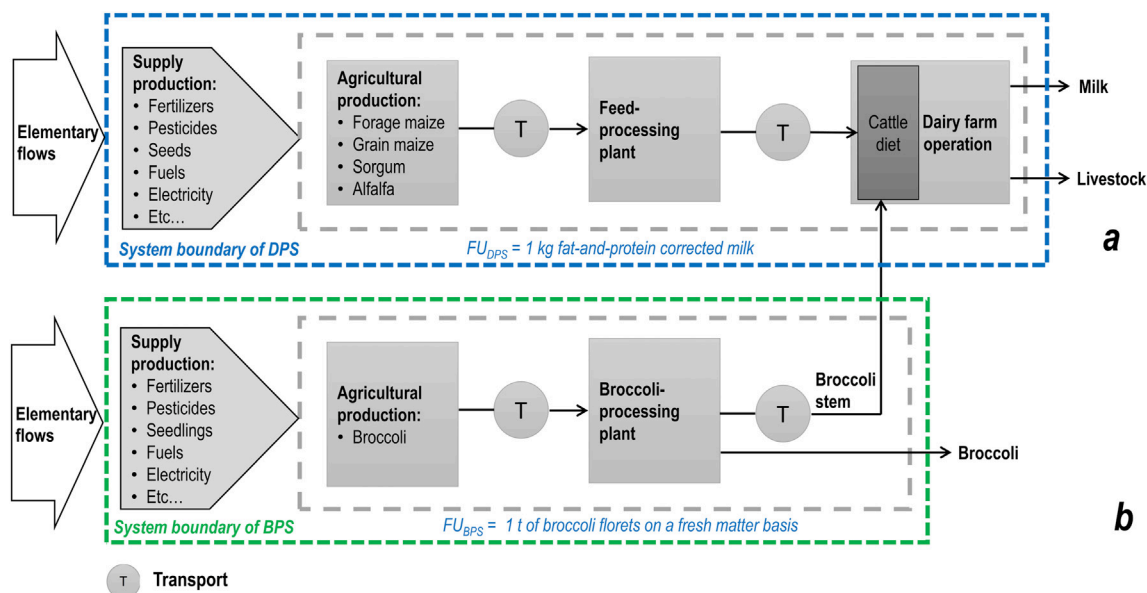 Elementary
flows
Supply
production:
• Fertilizers
• Pesticides
• Seeds
• Fuels
• Electricity
• Etc...
Agricultural
production:
• Forage maize
• Grain maize
• Sorgum
• Alfalfa
T
Feed-
processing
plant
T
Cattle
diet
Dairy farm
operation
Milk
Livestock
System boundary of DPS
FU_DPS = 1 kg fat-and-protein corrected milk
a
Elementary
flows
Supply
production:
• Fertilizers
• Pesticides
• Seedlings
• Fuels
• Electricity
• Etc...
Agricultural
production:
• Broccoli
T
Broccoli-
processing
plant
T
Broccoli
stem
Broccoli
System boundary of BPS
FU_BPS = 1 t of broccoli florets on a fresh matter basis
b
T Transport